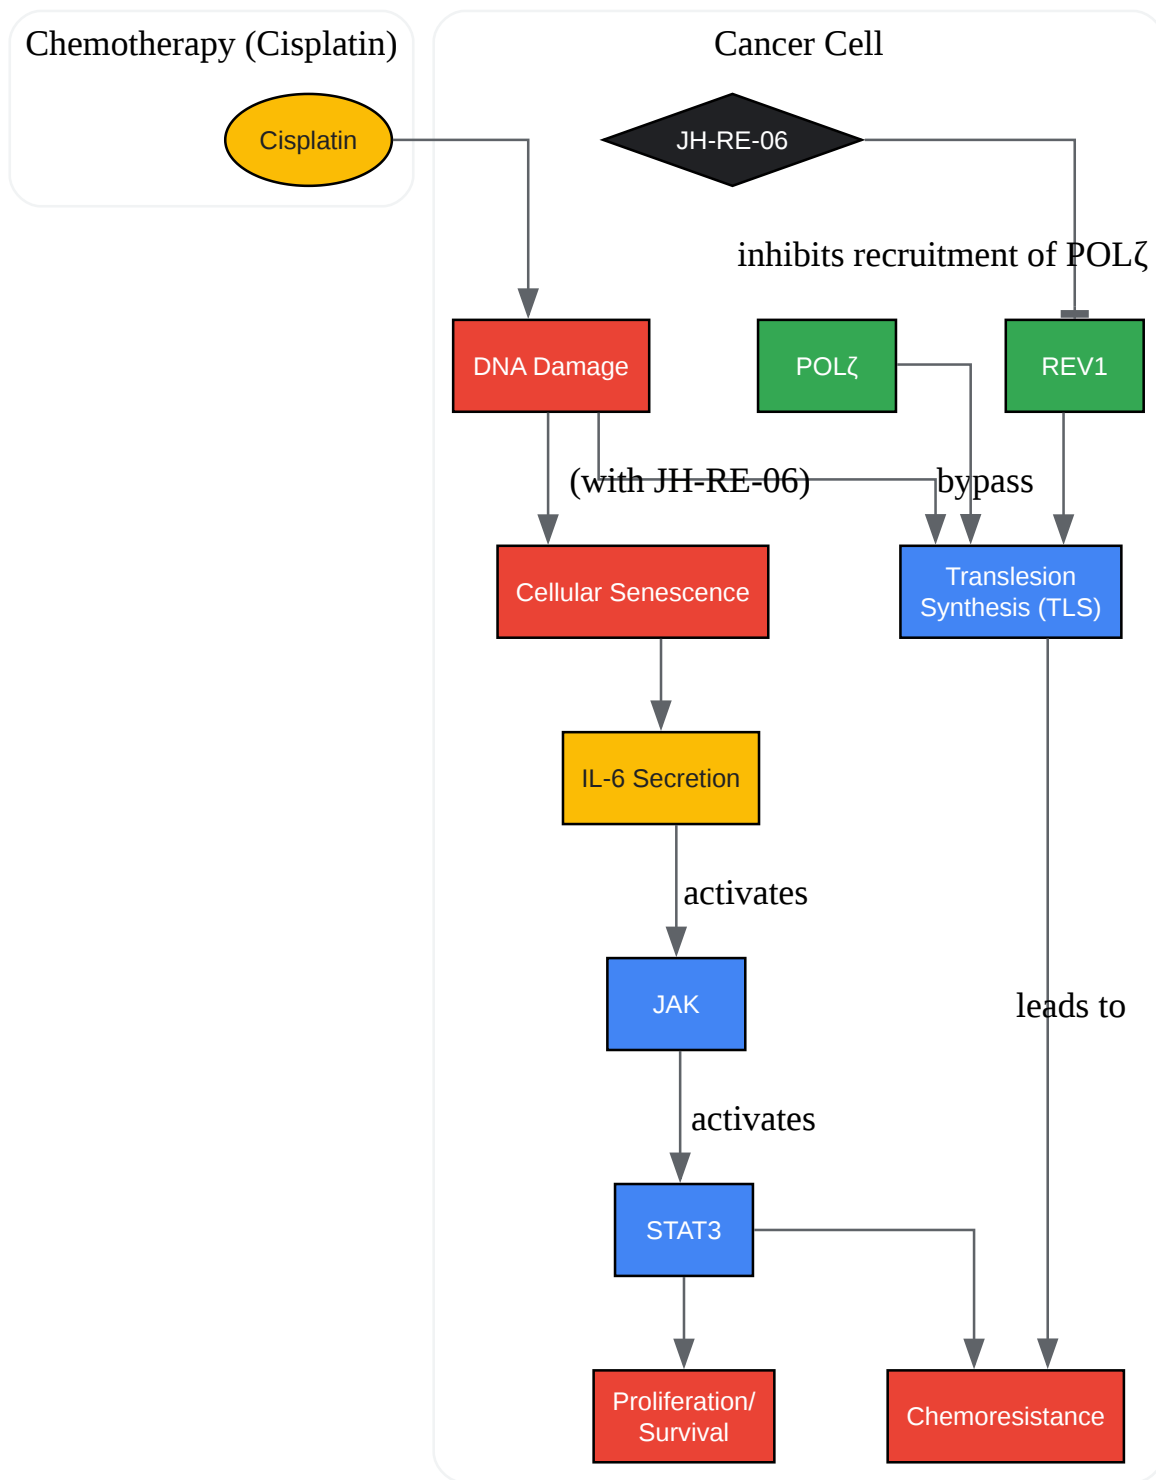 Chemotherapy (Cisplatin)
Cancer Cell
Cisplatin
JH-RE-06
inhibits recruitment of POLζ
DNA Damage
POLζ
REV1
(with JH-RE-06)
bypass
Cellular Senescence
Translesion
Synthesis (TLS)
IL-6 Secretion
activates
JAK
leads to
activates
STAT3
Proliferation/
Survival
Chemoresistance